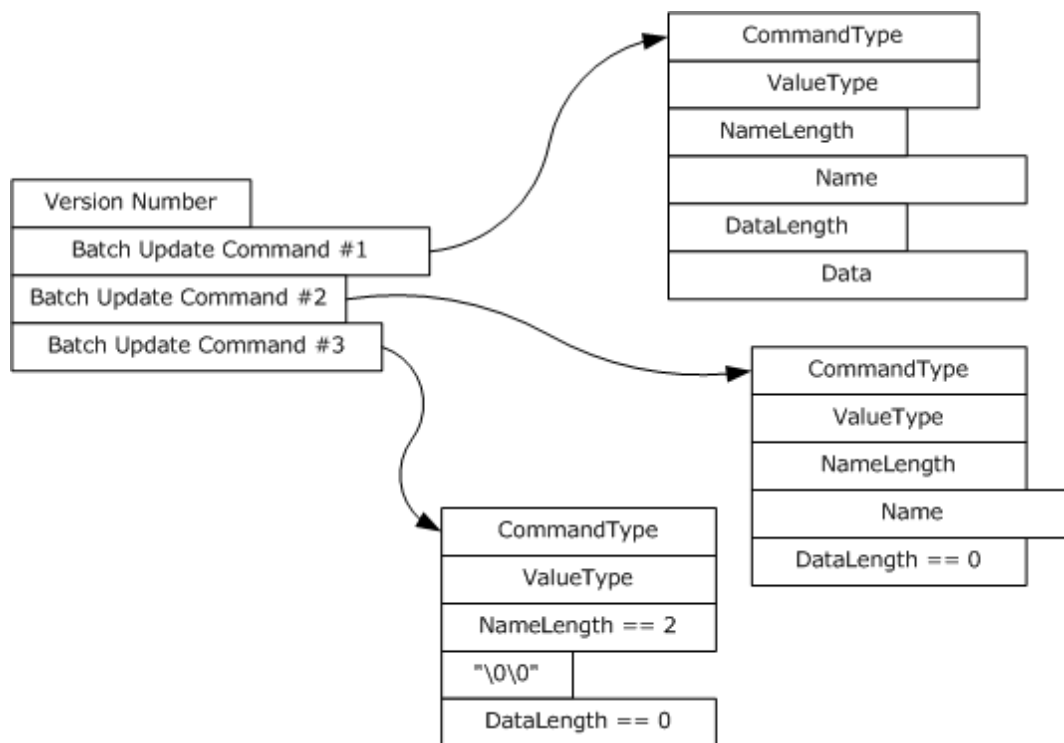 CommandType
ValueType
NameLength
Name
DataLength
Data
Version Number
Batch Update Command #1
Batch Update Command #2
Batch Update Command #3
CommandType
ValueType
NameLength
Name
DataLength == 0
CommandType
ValueType
NameLength == 2
"\0\0"
DataLength == 0